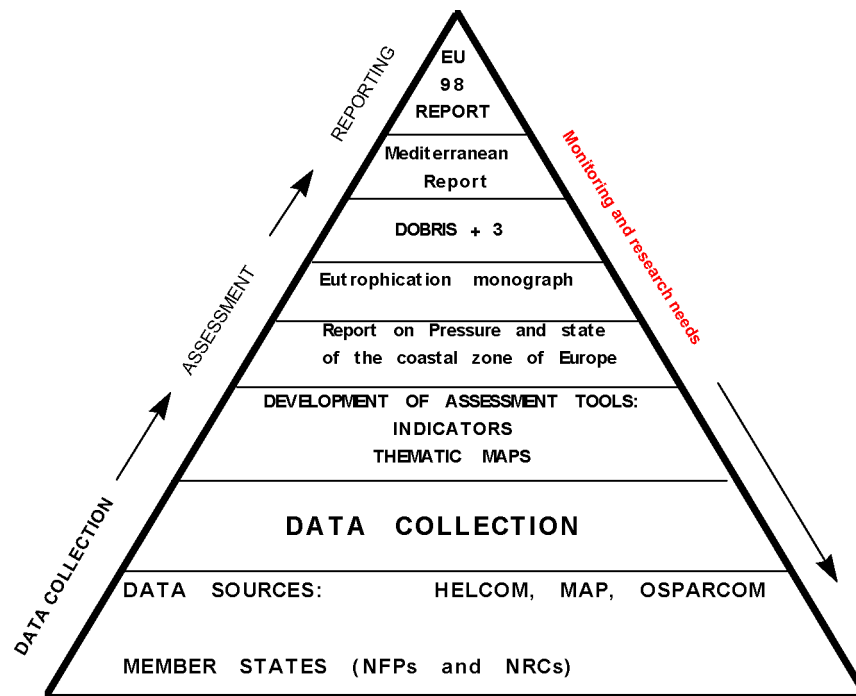 EU
98
REPORT
Mediterranean
Report
DOBRIS + 3
Eutrophication monograph
Report on Pressure and state
of the coastal zone of Europe
DEVELOPMENT OF ASSESSMENT TOOLS:
INDICATORS
THEMATIC MAPS
DATA COLLECTION
DATA SOURCES: HELCOM, MAP, OSPARCOM
MEMBER STATES (NFPs and NRCs)
DATA COLLECTION
ASSESSMENT
REPORTING
Monitoring and research needs